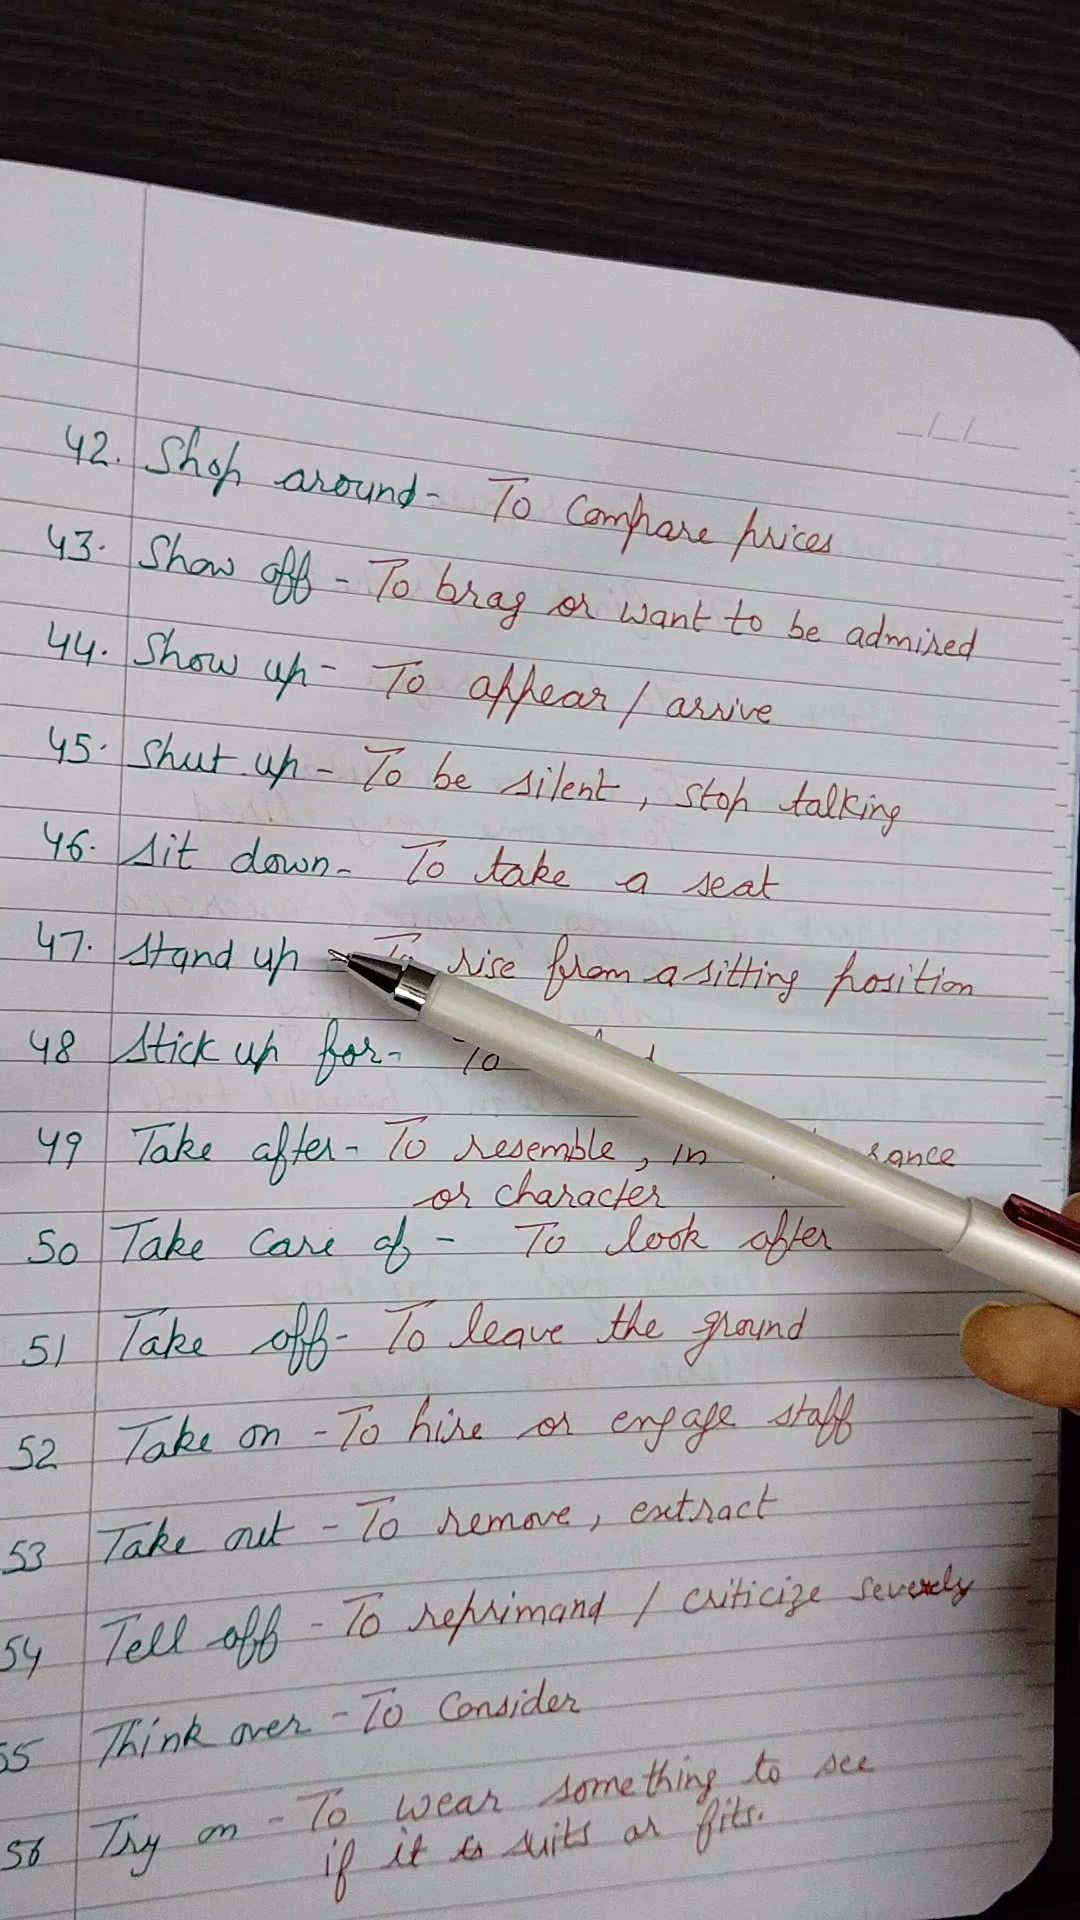 42. Shop around - To Compare prices
43. Show off - To brag or want to be admired
44. Show up - To appear / arrive
45. Shut up - To be silent, stop talking
46. Sit down - To take a seat
47. Stand up - To rise from a sitting position
48 Stick up for - To
49 Take after - To resemble, in
or character
50 Take care of - To look after
51 Take off - To leave the ground
52 Take on - To hire or engage staff
53 Take out - To remove, extract
54 Tell off - To reprimand / criticize severely
55 Think over - To Consider
56 Try on - To wear something to see
if it is suits or fits.